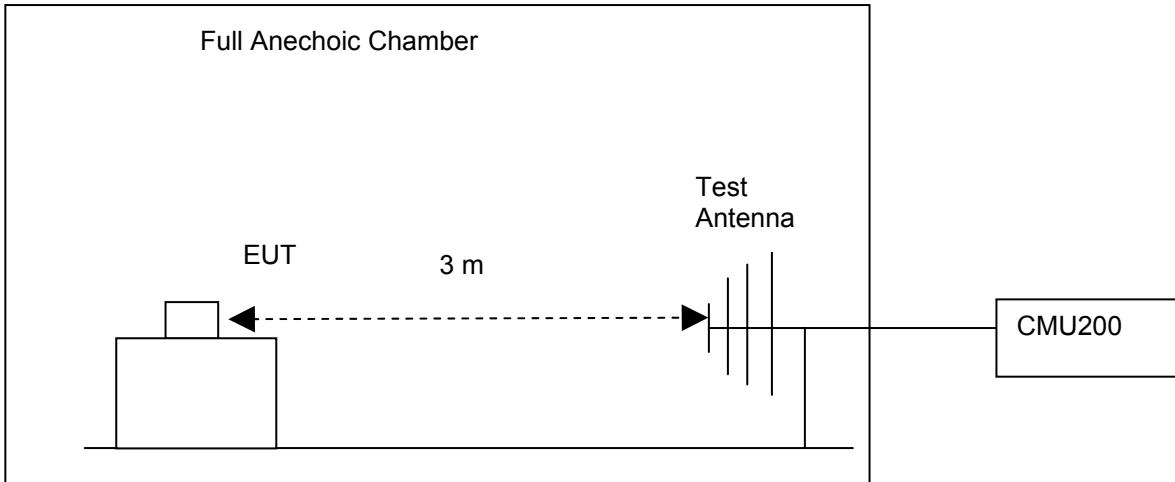 Full Anechoic Chamber
Test
Antenna
EUT
3 m
CMU200